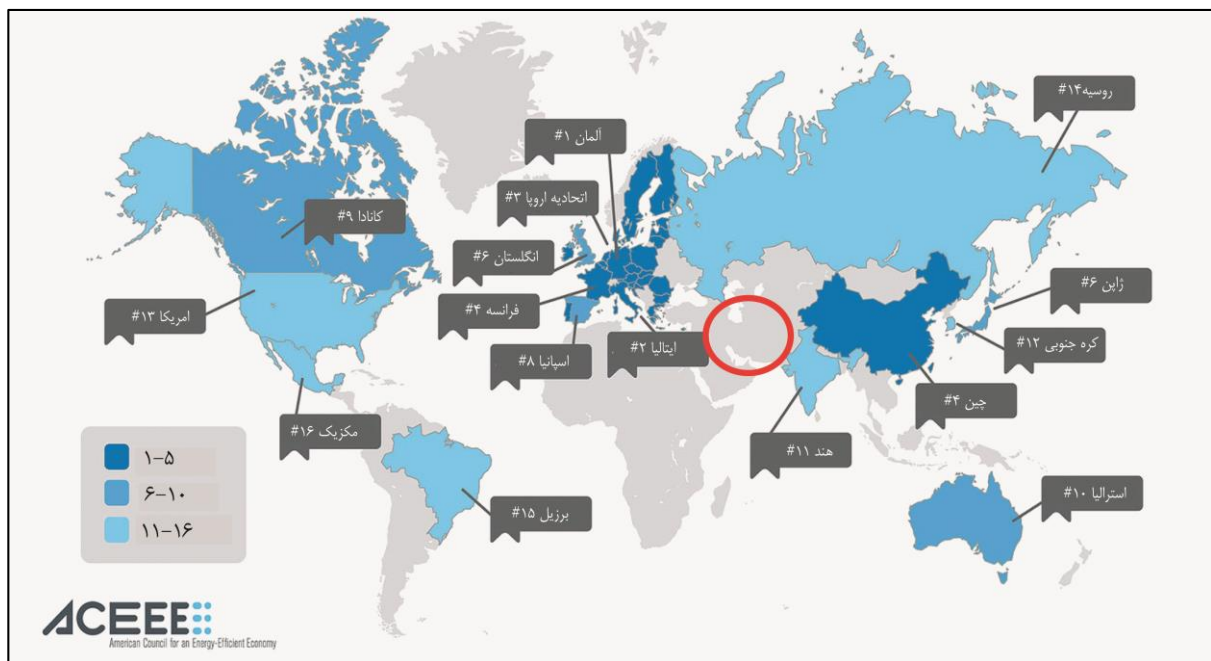 روسیه۱۴#
آلمان ۱#
اتحادیه اروپا ۳#
کانادا ۹#
انگلستان ۶#
ژاپن ۶#
فرانسه ۴#
امریکا ۱۳#
کره جنوبی ۱۲#
ایتالیا ۲#
اسپانیا ۸#
چین ۴#
مکزیک ۱۶#
هند ۱۱#
استرالیا ۱۰#
برزیل ۱۵#
۱-۵
۶-۱۰
۱۱-۱۶
ACEEE
American Council for an Energy-Efficient Economy